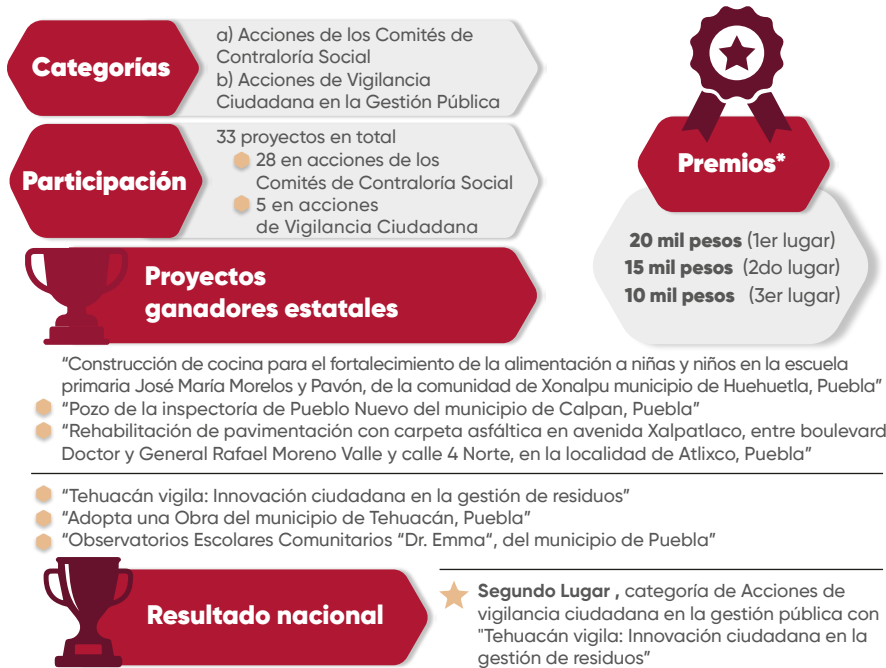 Categorías
a) Acciones de los Comités de
Contraloría Social
b) Acciones de Vigilancia
Ciudadana en la Gestión Pública
Participación
33 proyectos en total
28 en acciones de los
Comités de Contraloría Social
5 en acciones
de Vigilancia Ciudadana
Premios*
20 mil pesos (1er lugar)
15 mil pesos (2do lugar)
10 mil pesos (3er lugar)
Proyectos
ganadores estatales
“Construcción de cocina para el fortalecimiento de la alimentación a niñas y niños en la escuela
primaria José María Morelos y Pavón, de la comunidad de Xonalpu municipio de Huehuetla, Puebla”
“Pozo de la inspectoría de Pueblo Nuevo del municipio de Calpan, Puebla”
“Rehabilitación de pavimentación con carpeta asfáltica en avenida Xalpatlaco, entre boulevard
Doctor y General Rafael Moreno Valle y calle 4 Norte, en la localidad de Atlixco, Puebla”
“Tehuacán vigila: Innovación ciudadana en la gestión de residuos”
“Adopta una Obra del municipio de Tehuacán, Puebla”
“Observatorios Escolares Comunitarios “Dr. Emma“, del municipio de Puebla”
Resultado nacional
Segundo Lugar , categoría de Acciones de
vigilancia ciudadana en la gestión pública con
"Tehuacán vigila: Innovación ciudadana en la
gestión de residuos”